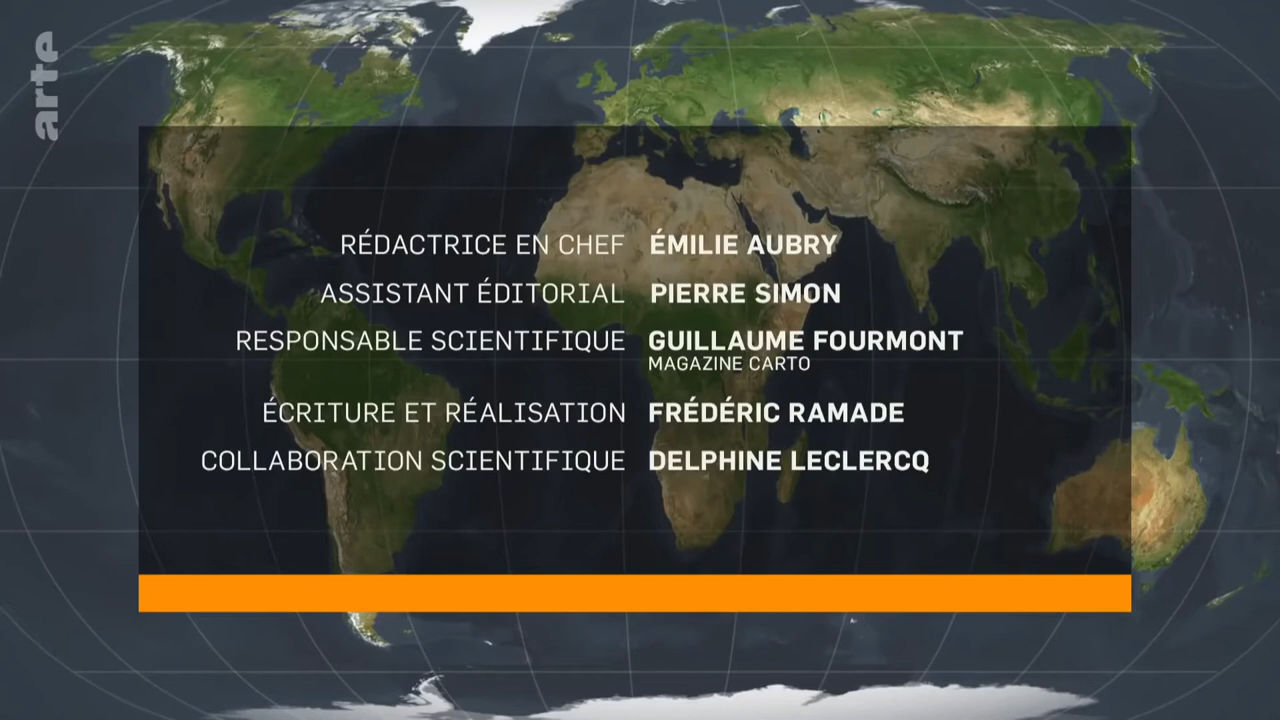 arte
RÉDACTRICE EN CHEF ÉMILIE AUBRY
ASSISTANT ÉDITORIAL PIERRE SIMON
RESPONSABLE SCIENTIFIQUE GUILLAUME FOURMONT
MAGAZINE CARTO
ÉCRITURE ET RÉALISATION FRÉDÉRIC RAMADE
COLLABORATION SCIENTIFIQUE DELPHINE LECLERCQ